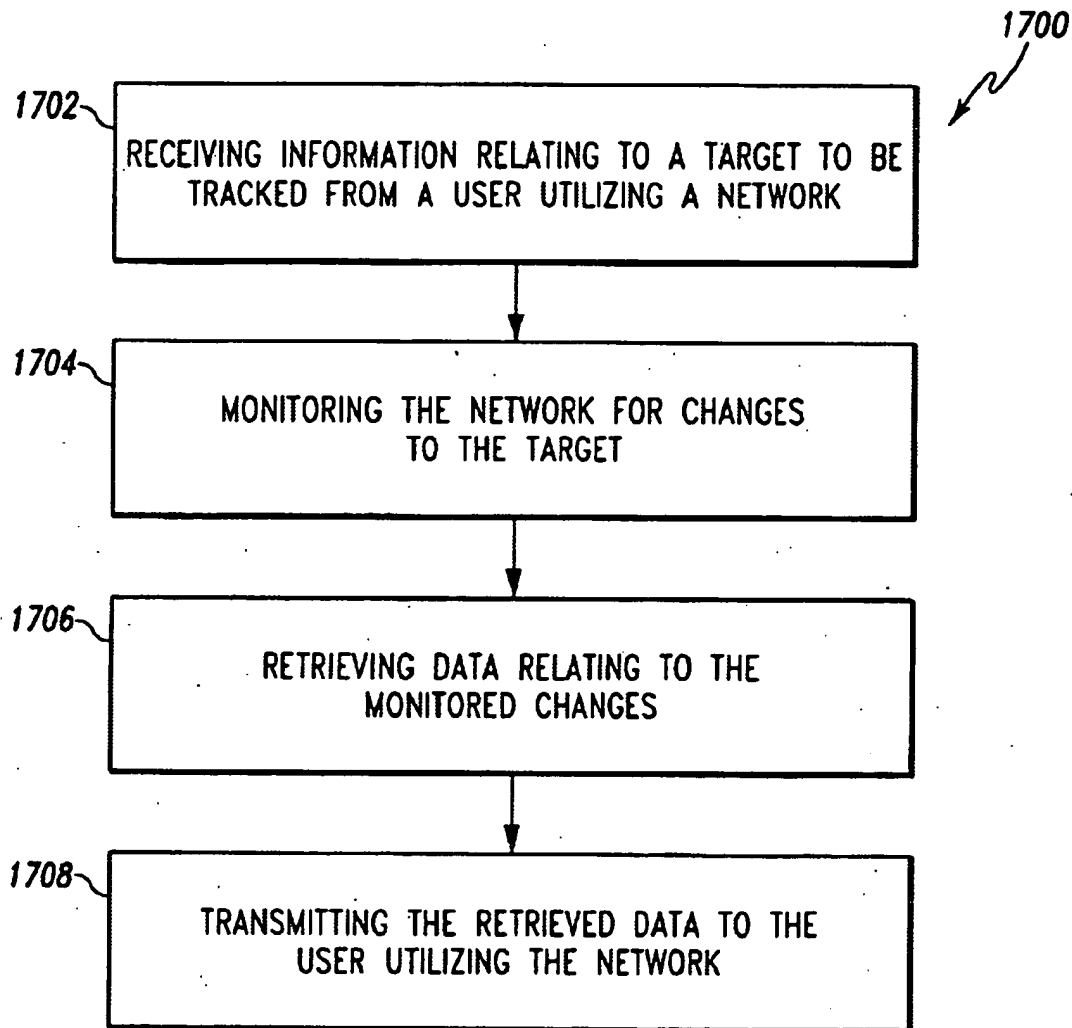 1700
1702
RECEIVING INFORMATION RELATING TO A TARGET TO BE
TRACKED FROM A USER UTILIZING A NETWORK
1704
MONITORING THE NETWORK FOR CHANGES
TO THE TARGET
1706
RETRIEVING DATA RELATING TO THE
MONITORED CHANGES
1708
TRANSMITTING THE RETRIEVED DATA TO THE
USER UTILIZING THE NETWORK